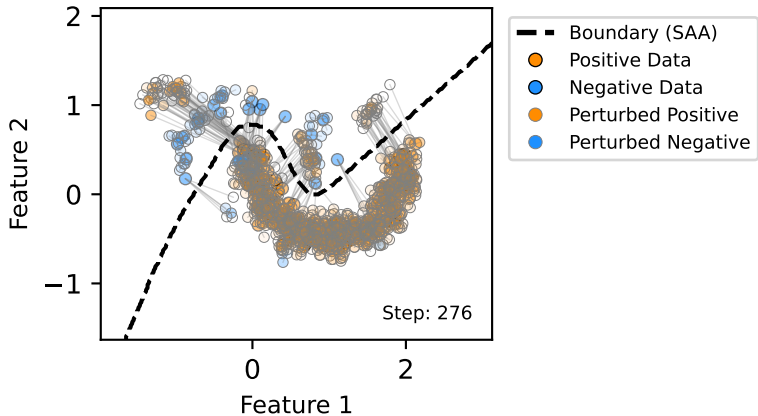 2
1
0
−1
Feature 2
0
2
Feature 1
Step: 276
Boundary (SAA)
Positive Data
Negative Data
Perturbed Positive
Perturbed Negative